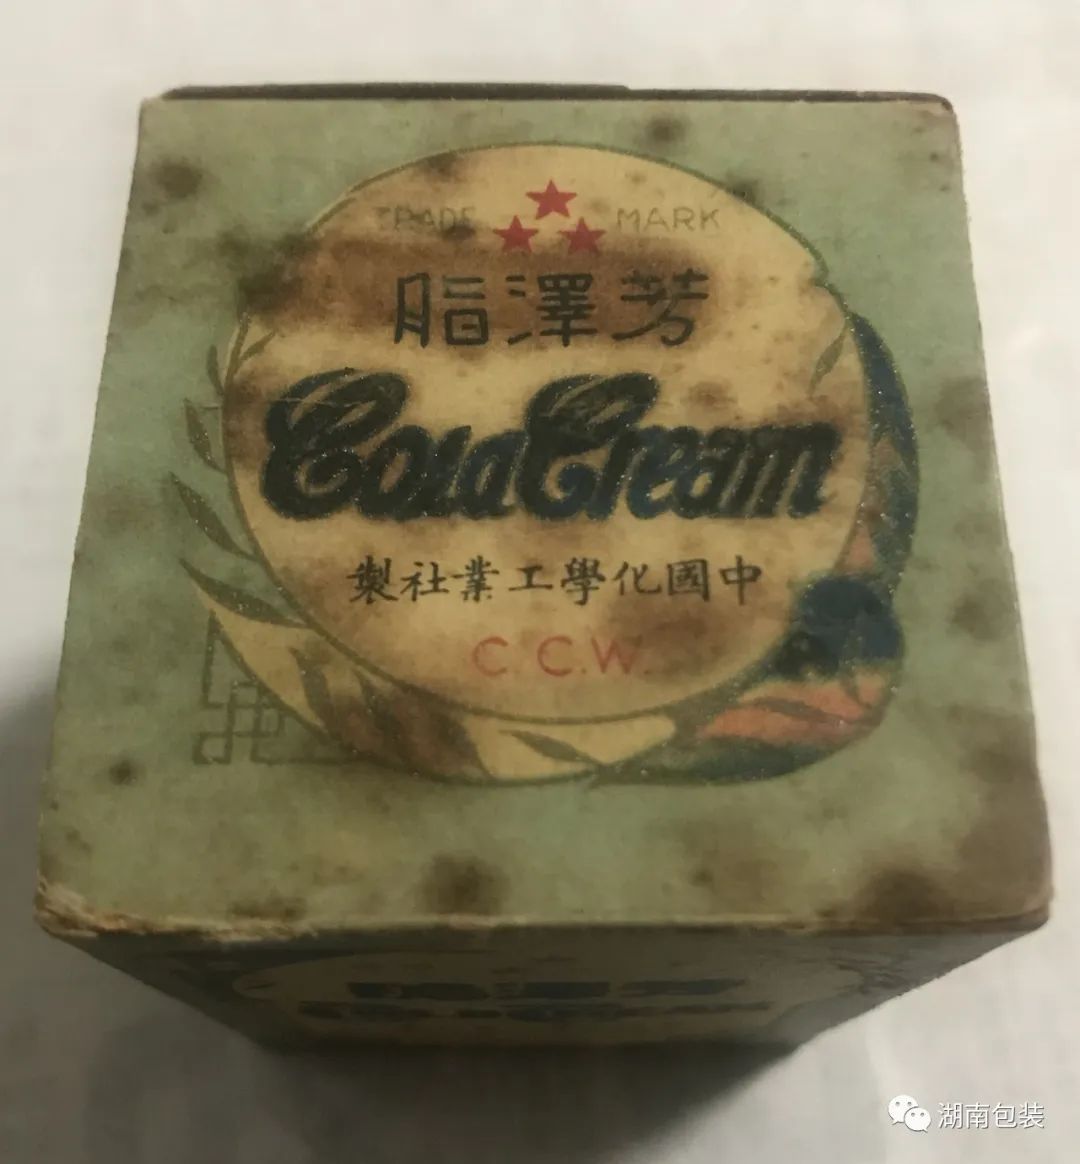 TRADE MARK
芳澤脂
Cold Cream
中國化學工業社製
C.C.W.
湖南包装